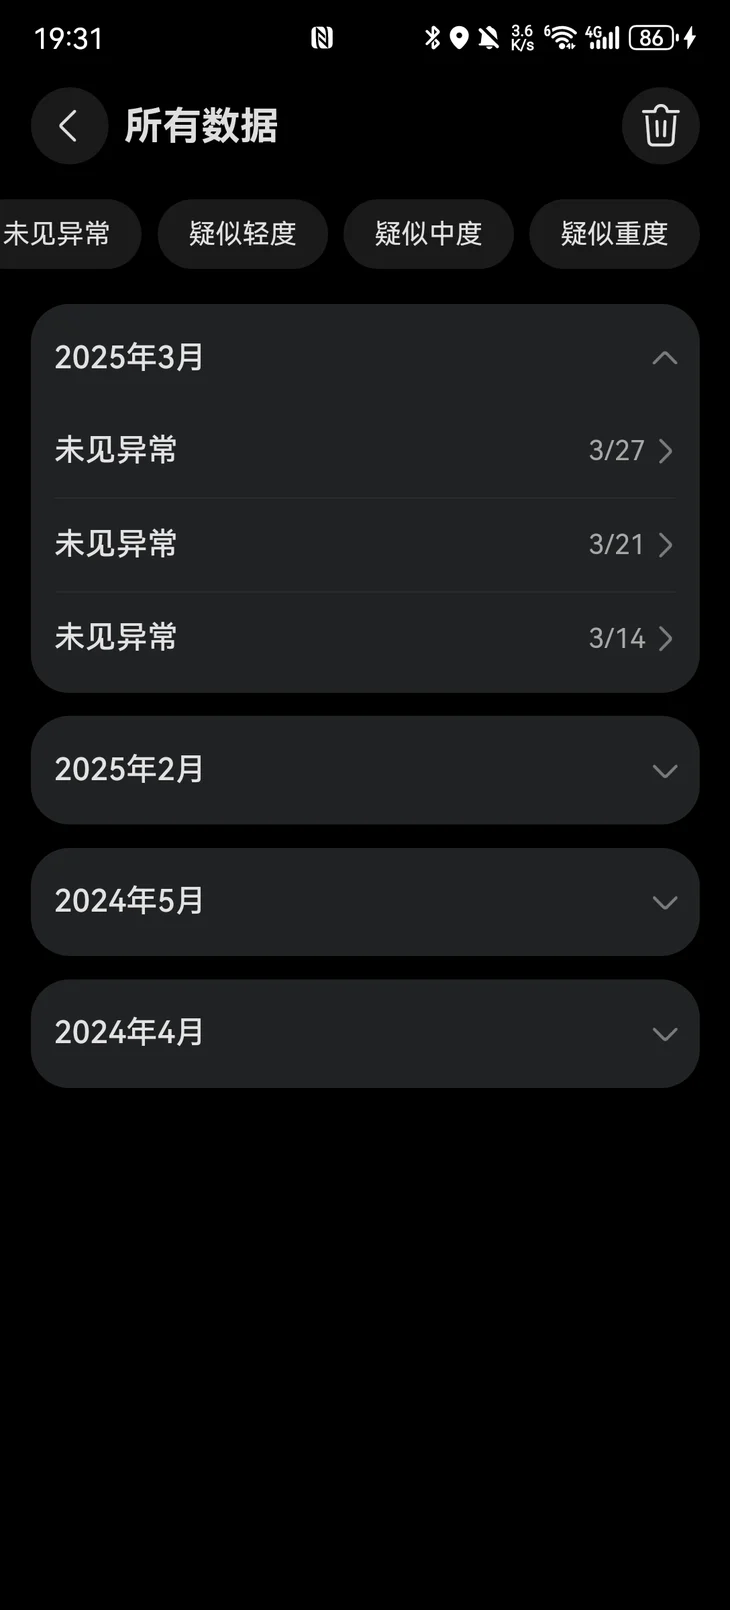 19:31 3.6 K/s 6 4G 86
所有数据
未见异常 疑似轻度 疑似中度 疑似重度
2025年3月
未见异常 3/27
未见异常 3/21
未见异常 3/14
2025年2月
2024年5月
2024年4月